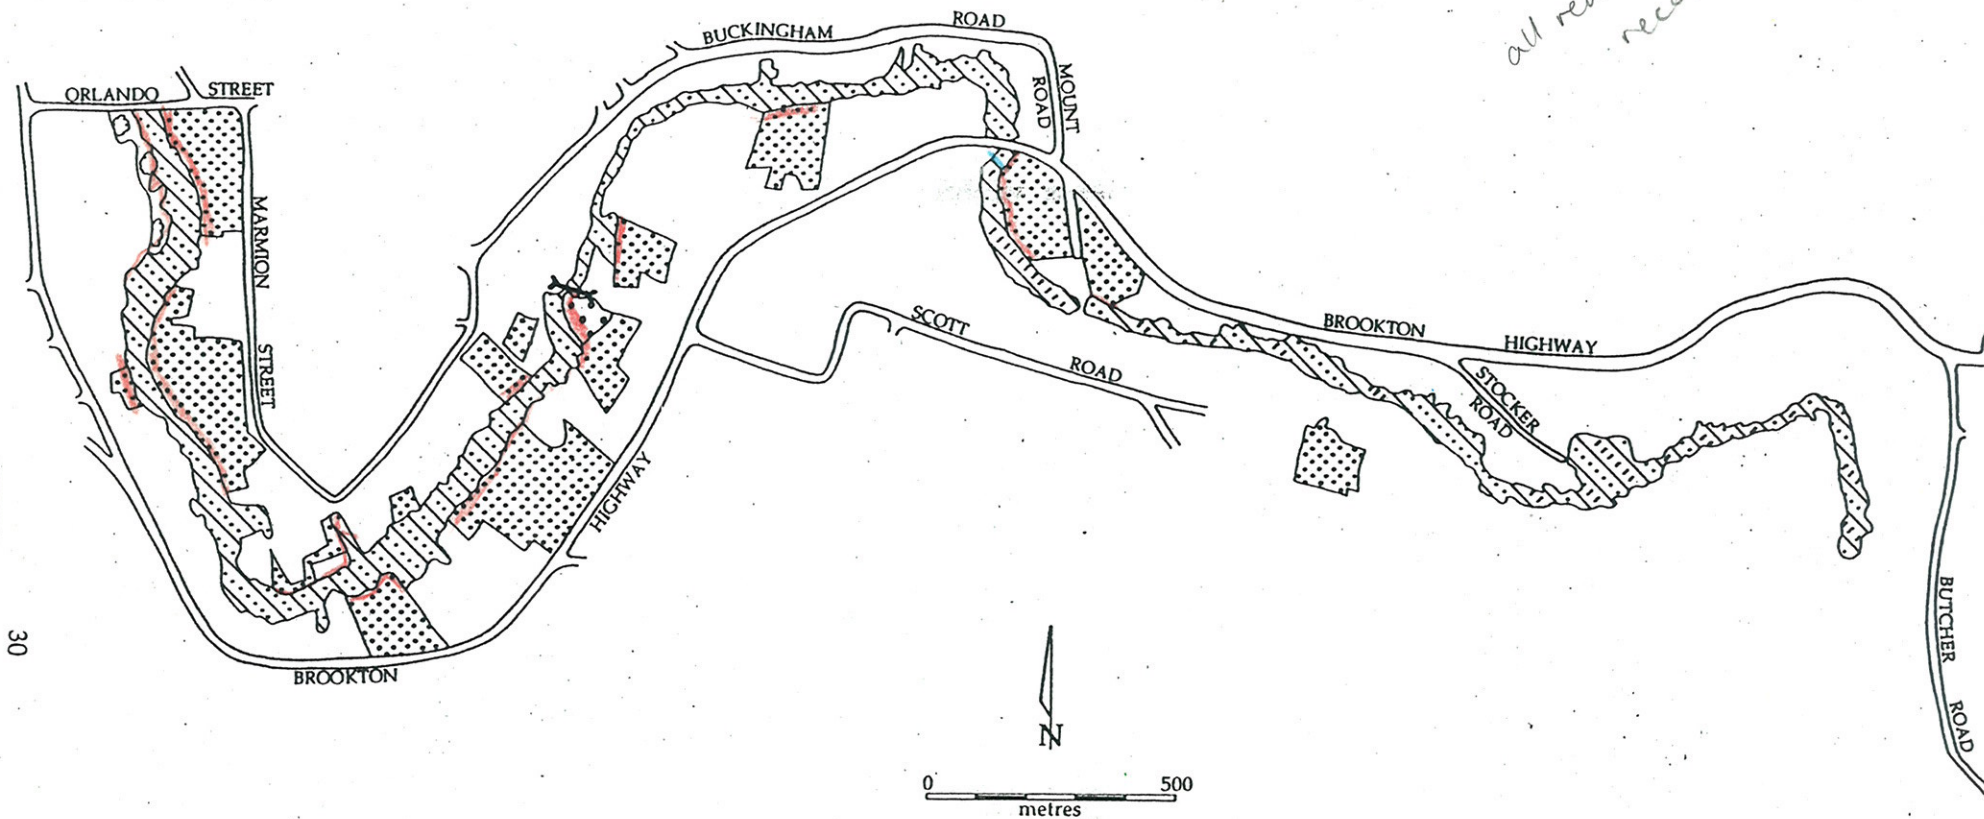 all
BUCKINGHAM ROAD
ORLANDO STREET
MOUNT
ROAD
MARMION
STREET
SCOTT
ROAD
BROOKTON
HIGHWAY
STOCKER
ROAD
HIGHWAY
BUTCHER
ROAD
30
BROOKTON
N
0 500
metres